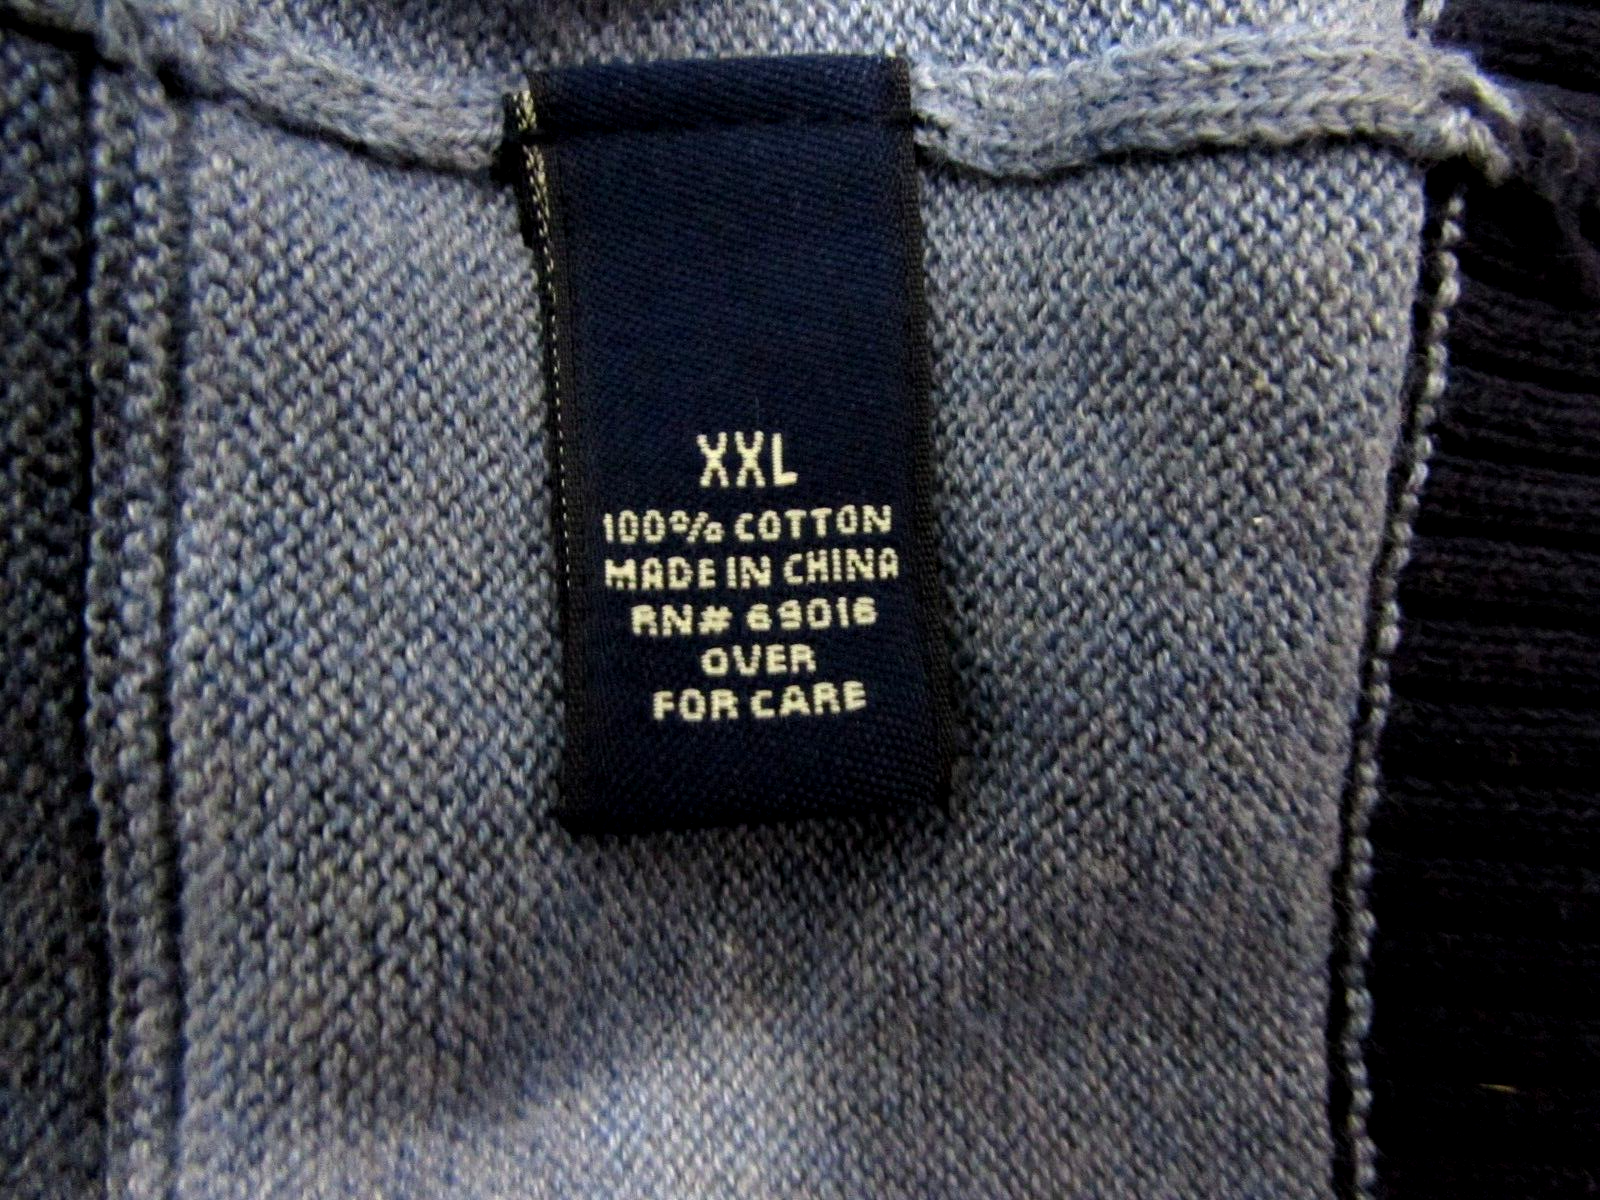 XXL
100% COTTON
MADE IN CHINA
RN# 69016
OVER
FOR CARE